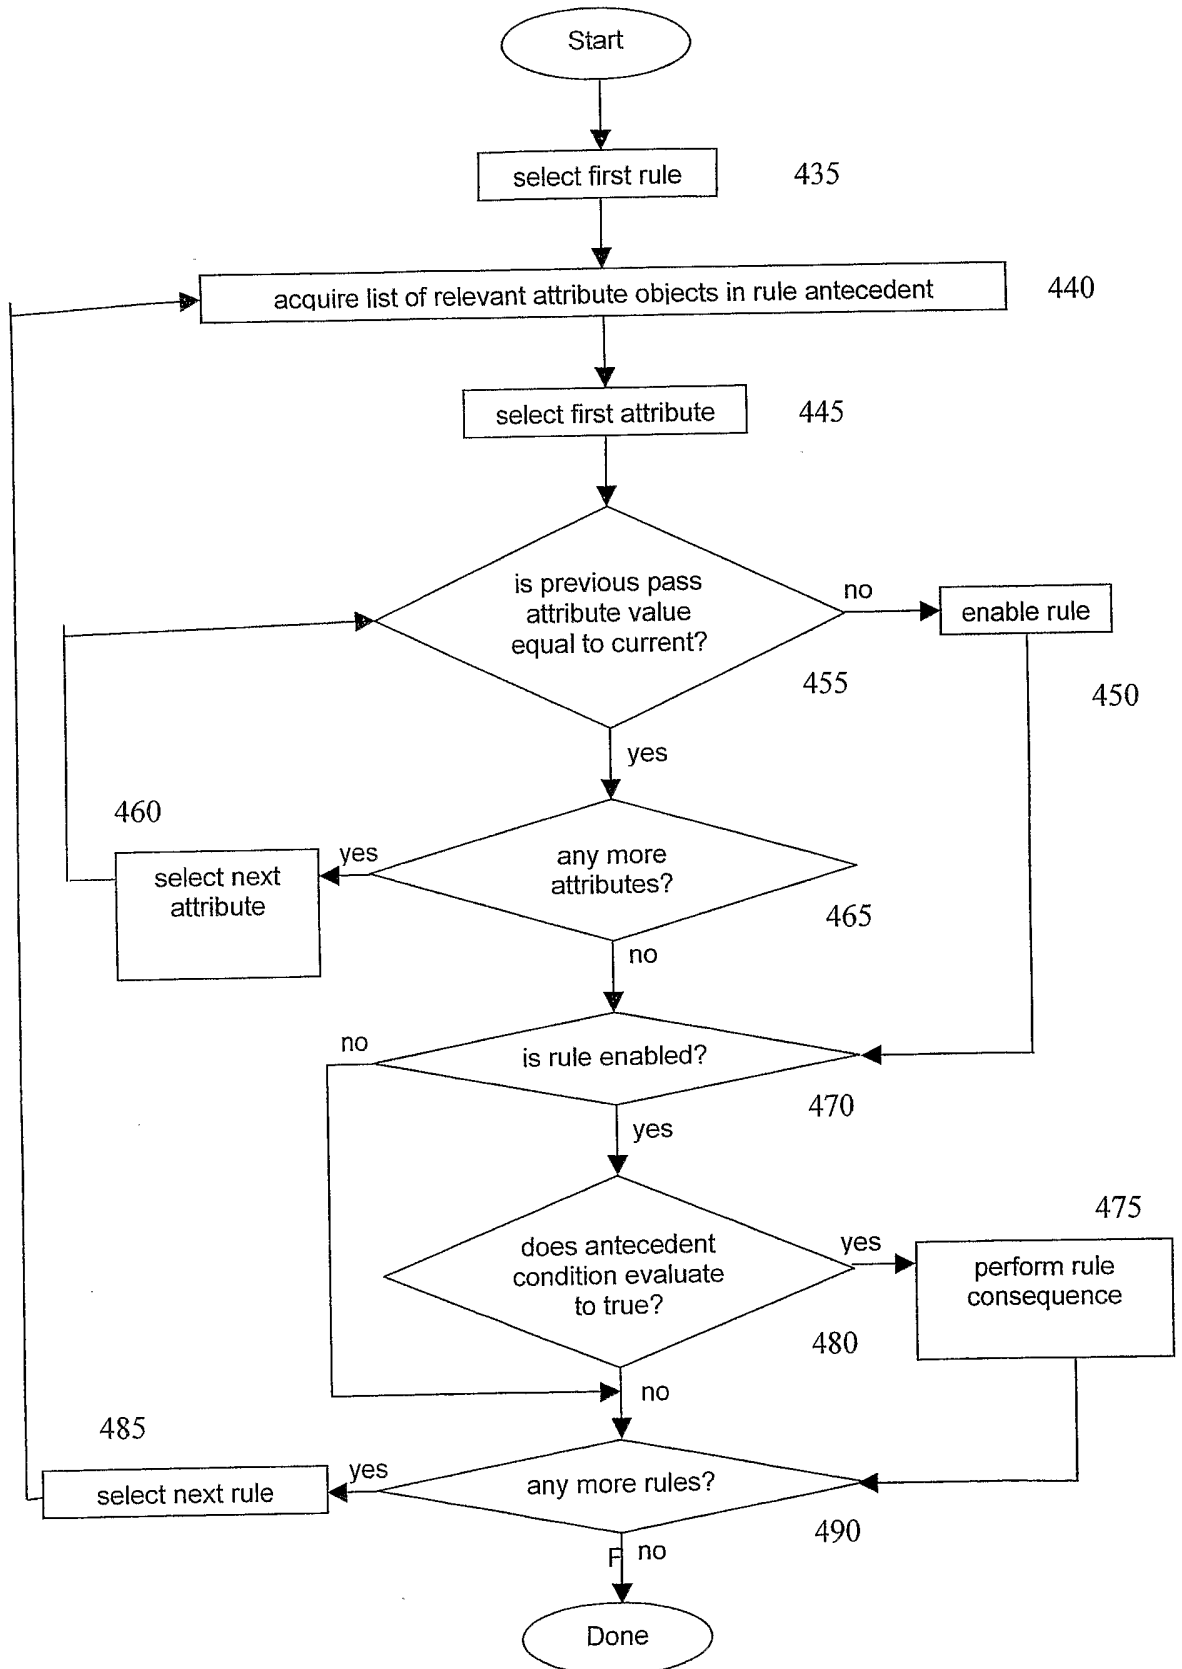 Start
select first rule
435
acquire list of relevant attribute objects in rule antecedent
440
select first attribute
445
is previous pass
attribute value
equal to current?
no
enable rule
455
450
yes
460
any more
attributes?
yes
select next
attribute
465
no
no
is rule enabled?
470
yes
475
does antecedent
condition evaluate
to true?
yes
perform rule
consequence
480
no
485
any more rules?
yes
select next rule
490
F
no
Done